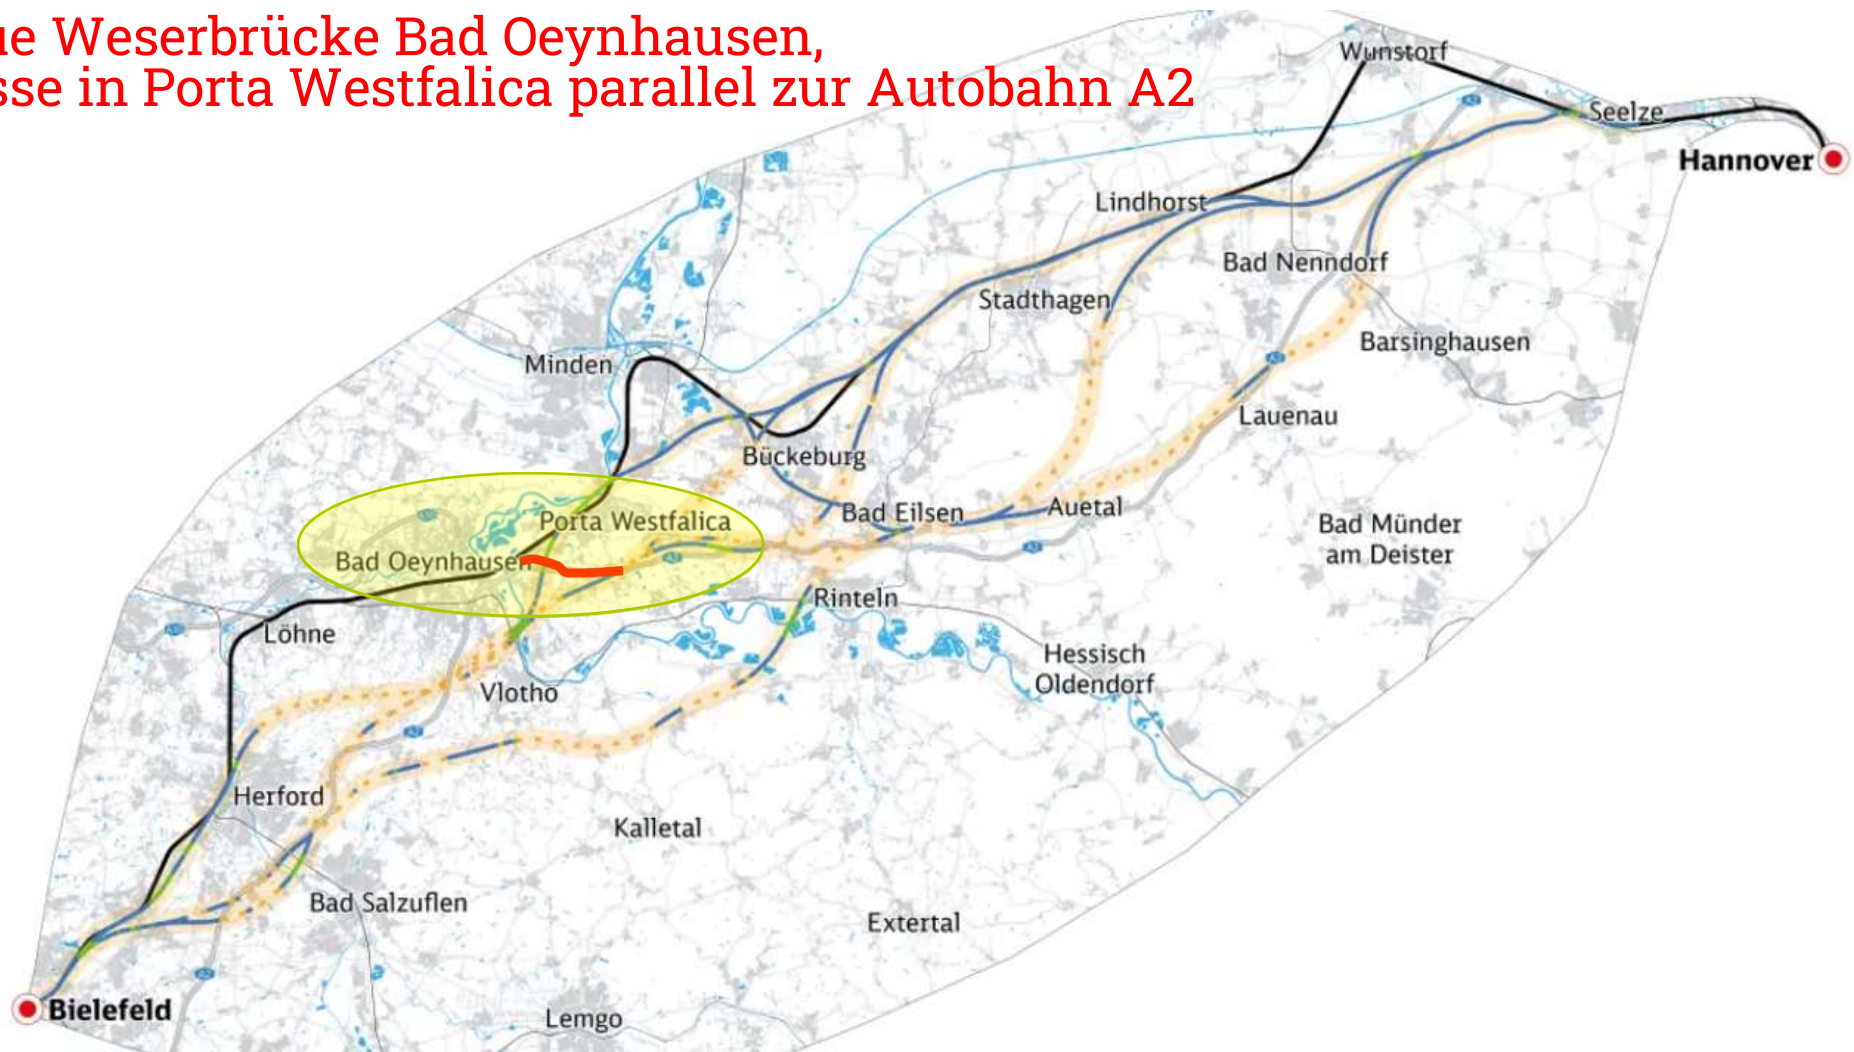 ue Weserbrücke Bad Oeynhausen,
sse in Porta Westfalica parallel zur Autobahn A2
Wunstorf
Seelze
Hannover
Lindhorst
Bad Nenndorf
Stadthagen
Barsinghausen
Minden
Lauenau
Bückeburg
Bad Eilsen
Auetal
Porta Westfalica
Bad Münder
am Deister
Bad Oeynhausen
Rinteln
Löhne
Hessisch
Oldendorf
Vlotho
Herford
Kalletal
Bad Salzuflen
Extertal
Bielefeld
Lemgo